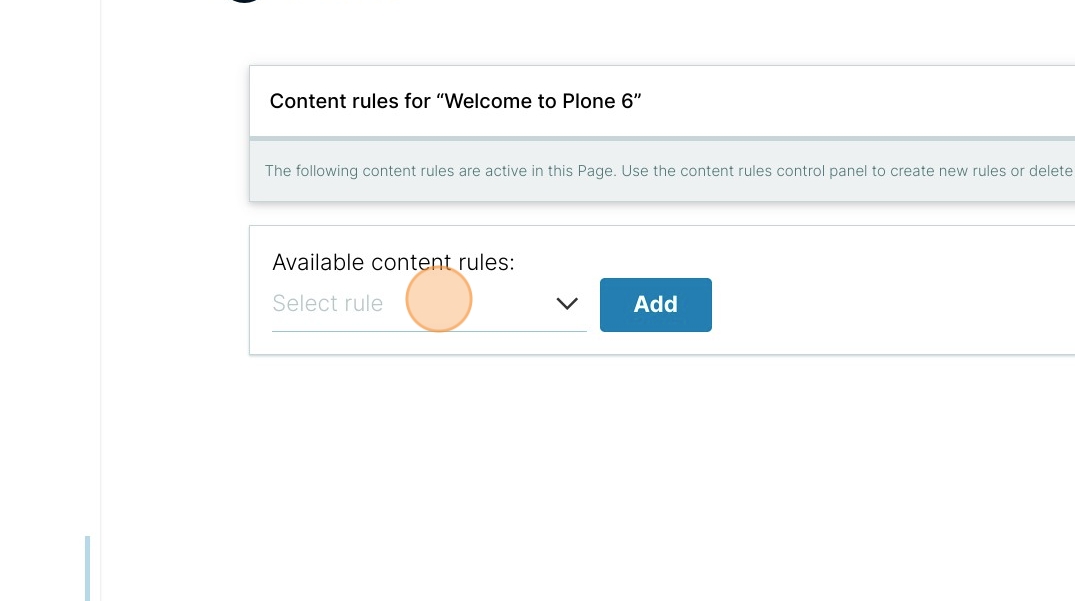 Content rules for “Welcome to Plone 6”
The following content rules are active in this Page. Use the content rules control panel to create new rules or delete
Available content rules:
Select rule
Add